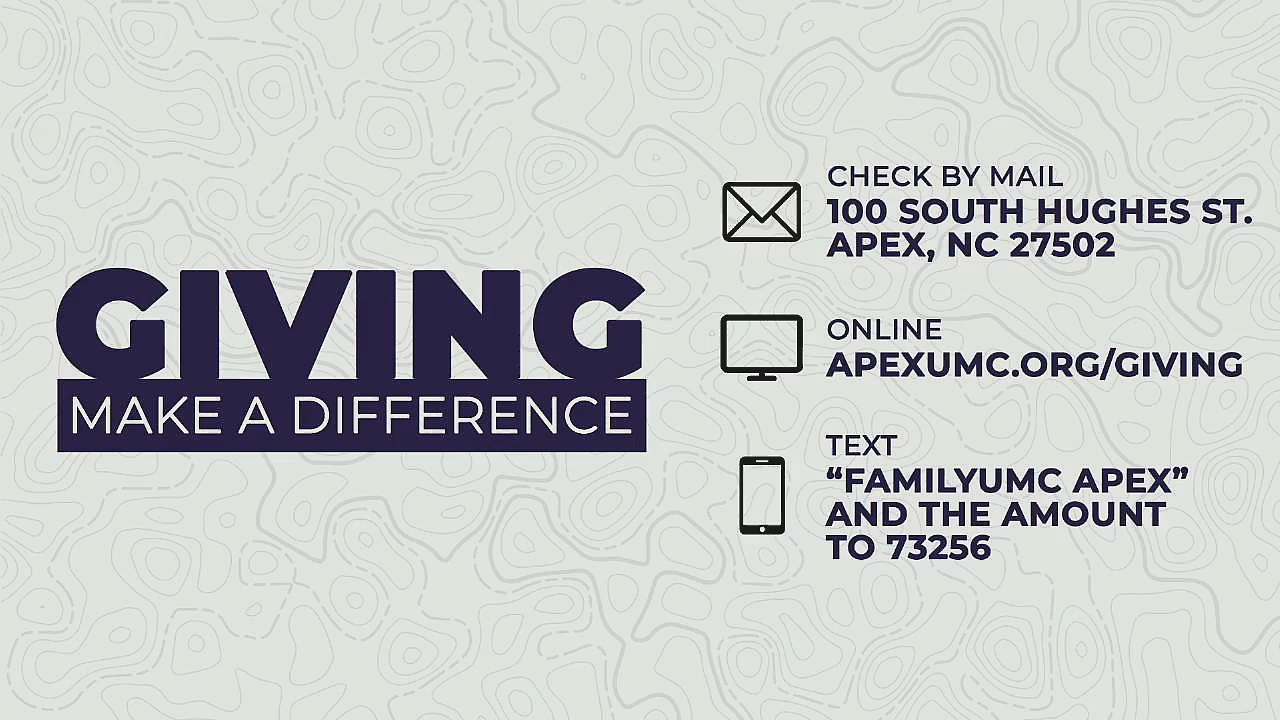 GIVING
MAKE A DIFFERENCE
CHECK BY MAIL
100 SOUTH HUGHES ST.
APEX, NC 27502
ONLINE
APEXUMC.ORG/GIVING
TEXT
“FAMILYUMC APEX”
AND THE AMOUNT
TO 73256